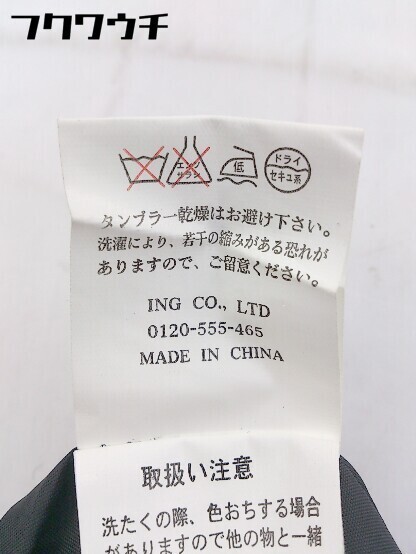 フクワウチ
エンソ
サラシ
低
ドライ
セキユ系
タンブラー乾燥はお避け下さい。
洗濯により、若干の縮みがある恐れが
ありますので、ご留意ください。
ING CO., LTD
0120-555-465
MADE IN CHINA
取扱い注意
洗たくの際、色おちする場合
がありますので他の物と一緒